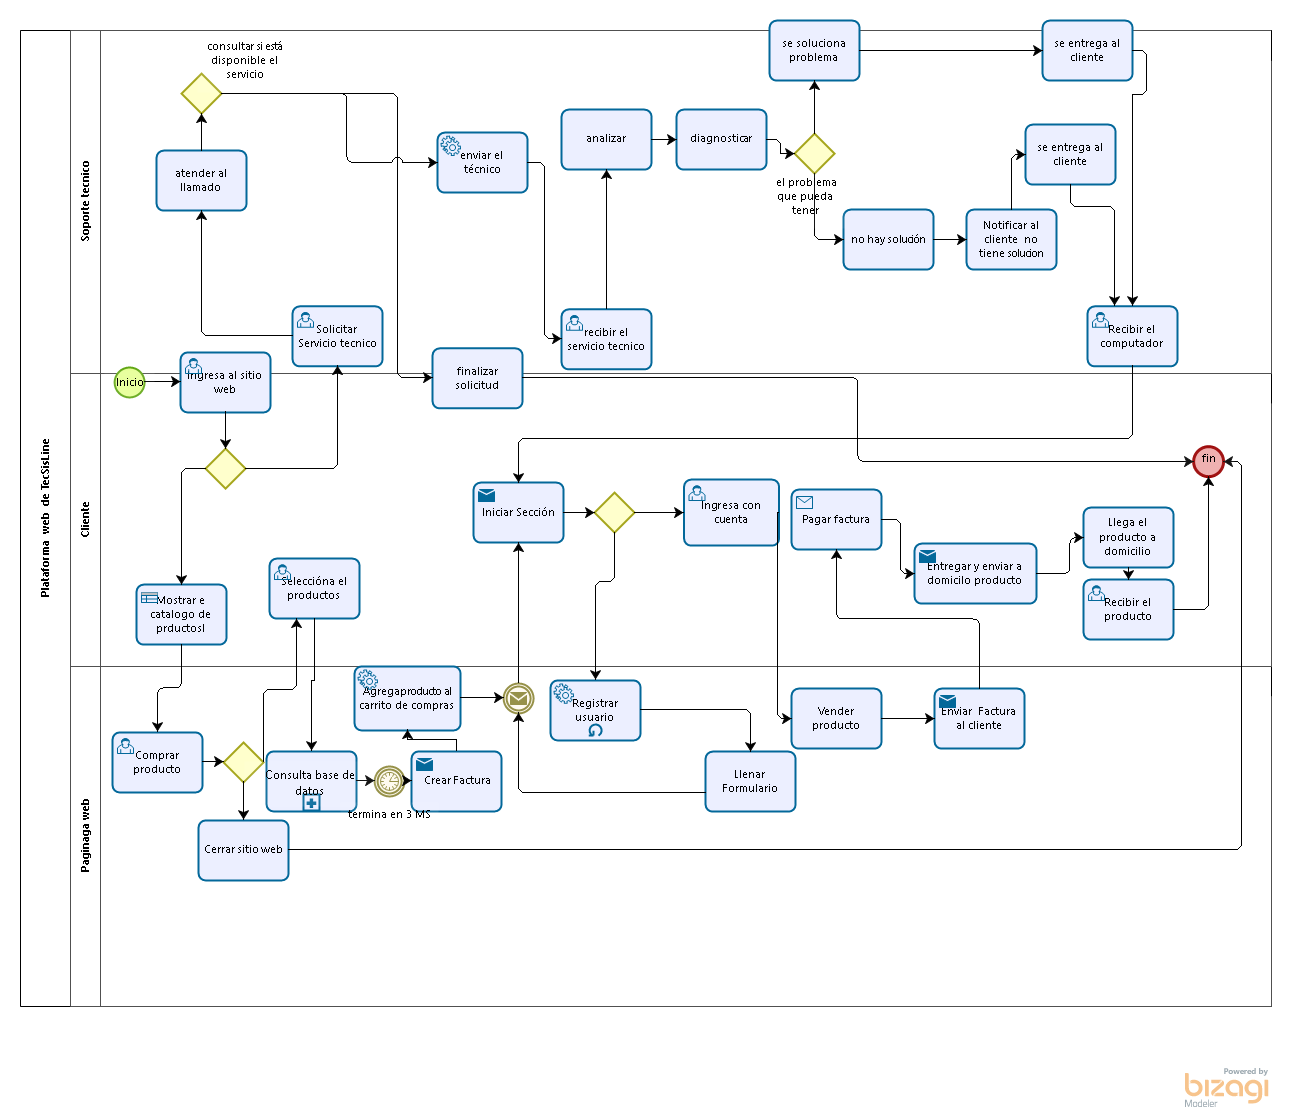 Plataforma web de TecSisLine
Soporte tecnico
consultar si está
disponible el
servicio
atender al
llamado
enviar el
técnico
analizar
diagnosticar
se soluciona
problema
se entrega al
cliente
el problema
que pueda
tener
se entrega al
cliente
no hay solución
Notificar al
cliente no
tiene solucion
Solicitar
Servicio tecnico
recibir el
servicio tecnico
Recibir el
computador
Cliente
Inicio
Ingresa al sitio
web
finalizar
solicitud
fin
Iniciar Sección
Ingresa con
cuenta
Pagar factura
Entregar y enviar a
domicilo producto
Llega el
producto a
domicilio
Recibir el
producto
Mostrar e
catalogo de
prductosl
Seleccióna el
productos
Paginaga web
Comprar
producto
Agrega producto al
carrito de compras
Registrar
usuario
Vender
producto
Enviar Factura
al cliente
Consulta base de
datos
termina en 3 MS
Crear Factura
Llenar
Formulario
Cerrar sitio web
Powered by
bizagi
Modeler